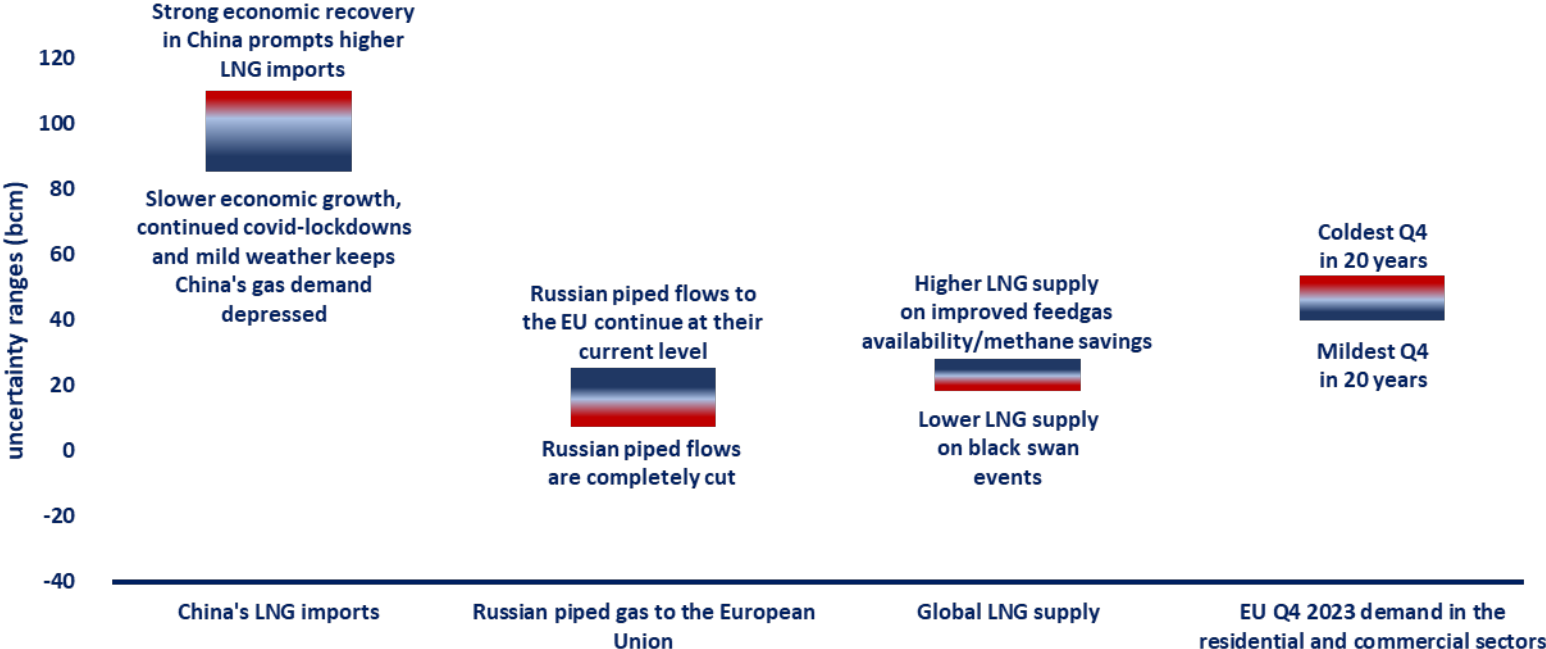 Strong economic recovery
in China prompts higher
LNG imports
120
100
80
60
40
20
0
-20
-40
uncertainty ranges (bcm)
Slower economic growth,
continued covid-lockdowns
and mild weather keeps
China's gas demand
depressed
Russian piped flows to
the EU continue at their
current level
Russian piped flows
are completely cut
Higher LNG supply
on improved feedgas
availability/methane savings
Lower LNG supply
on black swan
events
Coldest Q4
in 20 years
Mildest Q4
in 20 years
China's LNG imports
Russian piped gas to the European
Union
Global LNG supply
EU Q4 2023 demand in the
residential and commercial sectors